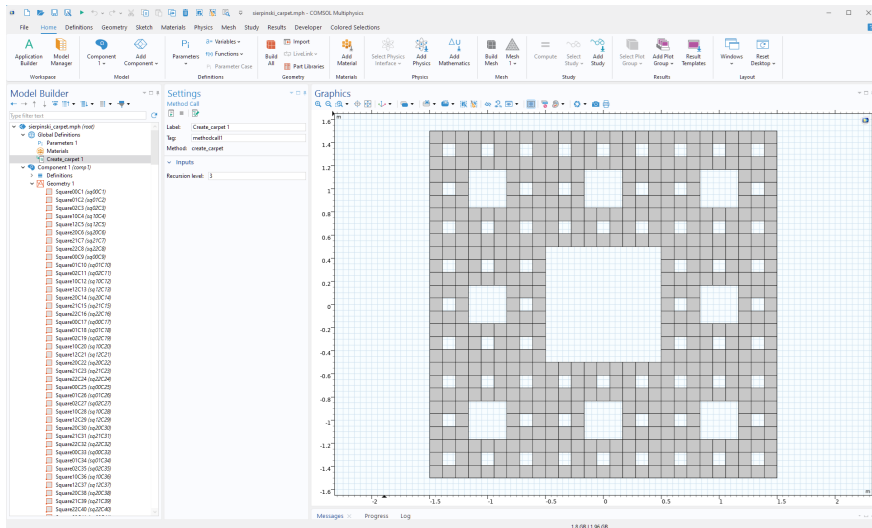 sierpinski_carpet.mph - COMSOL Multiphysics
File Home Definitions Geometry Sketch Materials Physics Mesh Study Results Developer Colored Selections
Application Builder
Model Manager
Component 1
Add Component
Parameters
a= Variables
f(x) Functions
Parameter Case
Build All
Import
LiveLink
Part Libraries
Add Material
Select Physics Interface
Add Physics
Add Mathematics
Build Mesh
Mesh 1
Compute
Select Study
Add Study
Select Plot Group
Add Plot Group
Result Templates
Windows
Reset Desktop
Workspace Model Definitions Geometry Materials Physics Mesh Study Results Layout
Model Builder
Type filter text
sierpinski_carpet.mph (root)
Global Definitions
Parameters 1
Materials
Create_carpet 1
Component 1 (comp1)
Definitions
Geometry 1
Square00C1 (sq00C1)
Square01C2 (sq01C2)
Square02C3 (sq02C3)
Square10C4 (sq10C4)
Square12C5 (sq12C5)
Square20C6 (sq20C6)
Square21C7 (sq21C7)
Square22C8 (sq22C8)
Square00C9 (sq00C9)
Square01C10 (sq01C10)
Square02C11 (sq02C11)
Square10C12 (sq10C12)
Square12C13 (sq12C13)
Square20C14 (sq20C14)
Square21C15 (sq21C15)
Square22C16 (sq22C16)
Square00C17 (sq00C17)
Square01C18 (sq01C18)
Square02C19 (sq02C19)
Square10C20 (sq10C20)
Square12C21 (sq12C21)
Square20C22 (sq20C22)
Square21C23 (sq21C23)
Square22C24 (sq22C24)
Square00C25 (sq00C25)
Square01C26 (sq01C26)
Square02C27 (sq02C27)
Square10C28 (sq10C28)
Square12C29 (sq12C29)
Square20C30 (sq20C30)
Square21C31 (sq21C31)
Square22C32 (sq22C32)
Square00C33 (sq00C33)
Square01C34 (sq01C34)
Square02C35 (sq02C35)
Square10C36 (sq10C36)
Square12C37 (sq12C37)
Square20C38 (sq20C38)
Square21C39 (sq21C39)
Square22C40 (sq22C40)
Settings
Method Call
Label: Create_carpet 1
Tag: methodcall1
Method: create_carpet
Inputs
Recursion level: 3
Graphics
m
1.6
1.4
1.2
1
0.8
0.6
0.4
0.2
0
-0.2
-0.4
-0.6
-0.8
-1
-1.2
-1.4
-1.6
m
-2 -1.5 -1 -0.5 0 0.5 1 1.5 2
Messages Progress Log
1.8 GB | 1.96 GB